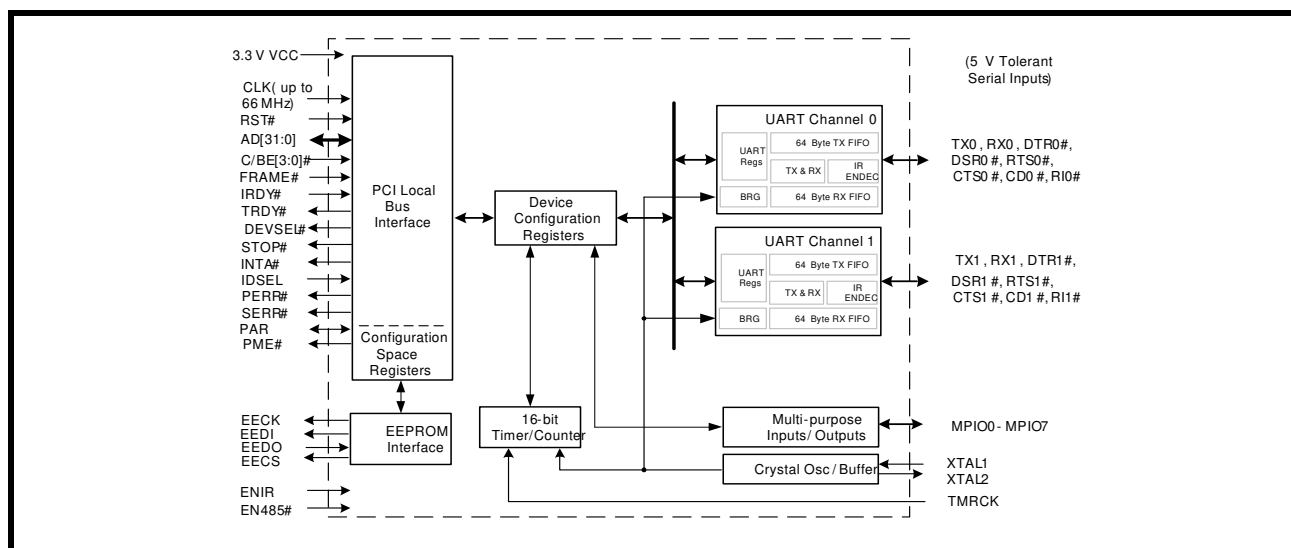 3.3 V VCC
CLK( up to
66 MHz)
RST#
AD[31:0]
C/BE[3:0]#
FRAME#
IRDY#
TRDY#
DEVSEL#
STOP#
INTA#
IDSEL
PERR#
SERR#
PAR
PME#
EECK
EEDI
EEDO
EECS
ENIR
EN485#
PCI Local
Bus
Interface
Configuration
Space
Registers
EEPROM
Interface
Device
Configuration
Registers
16-bit
Timer/Counter
UART Channel 0
UART
Regs
64 Byte TX FIFO
TX & RX
IR
ENDEC
BRG
64 Byte RX FIFO
UART Channel 1
UART
Regs
64 Byte TX FIFO
TX & RX
IR
ENDEC
BRG
64 Byte RX FIFO
Multi-purpose
Inputs/ Outputs
Crystal Osc / Buffer
(5 V Tolerant
Serial Inputs)
TX0 , RX0 , DTR0#,
DSR0 #, RTS0#,
CTS0 #, CD0 #, RI0#
TX1 , RX1 , DTR1#,
DSR1 #, RTS1#,
CTS1 #, CD1 #, RI1#
MPIO0- MPIO7
XTAL1
XTAL2
TMRCK